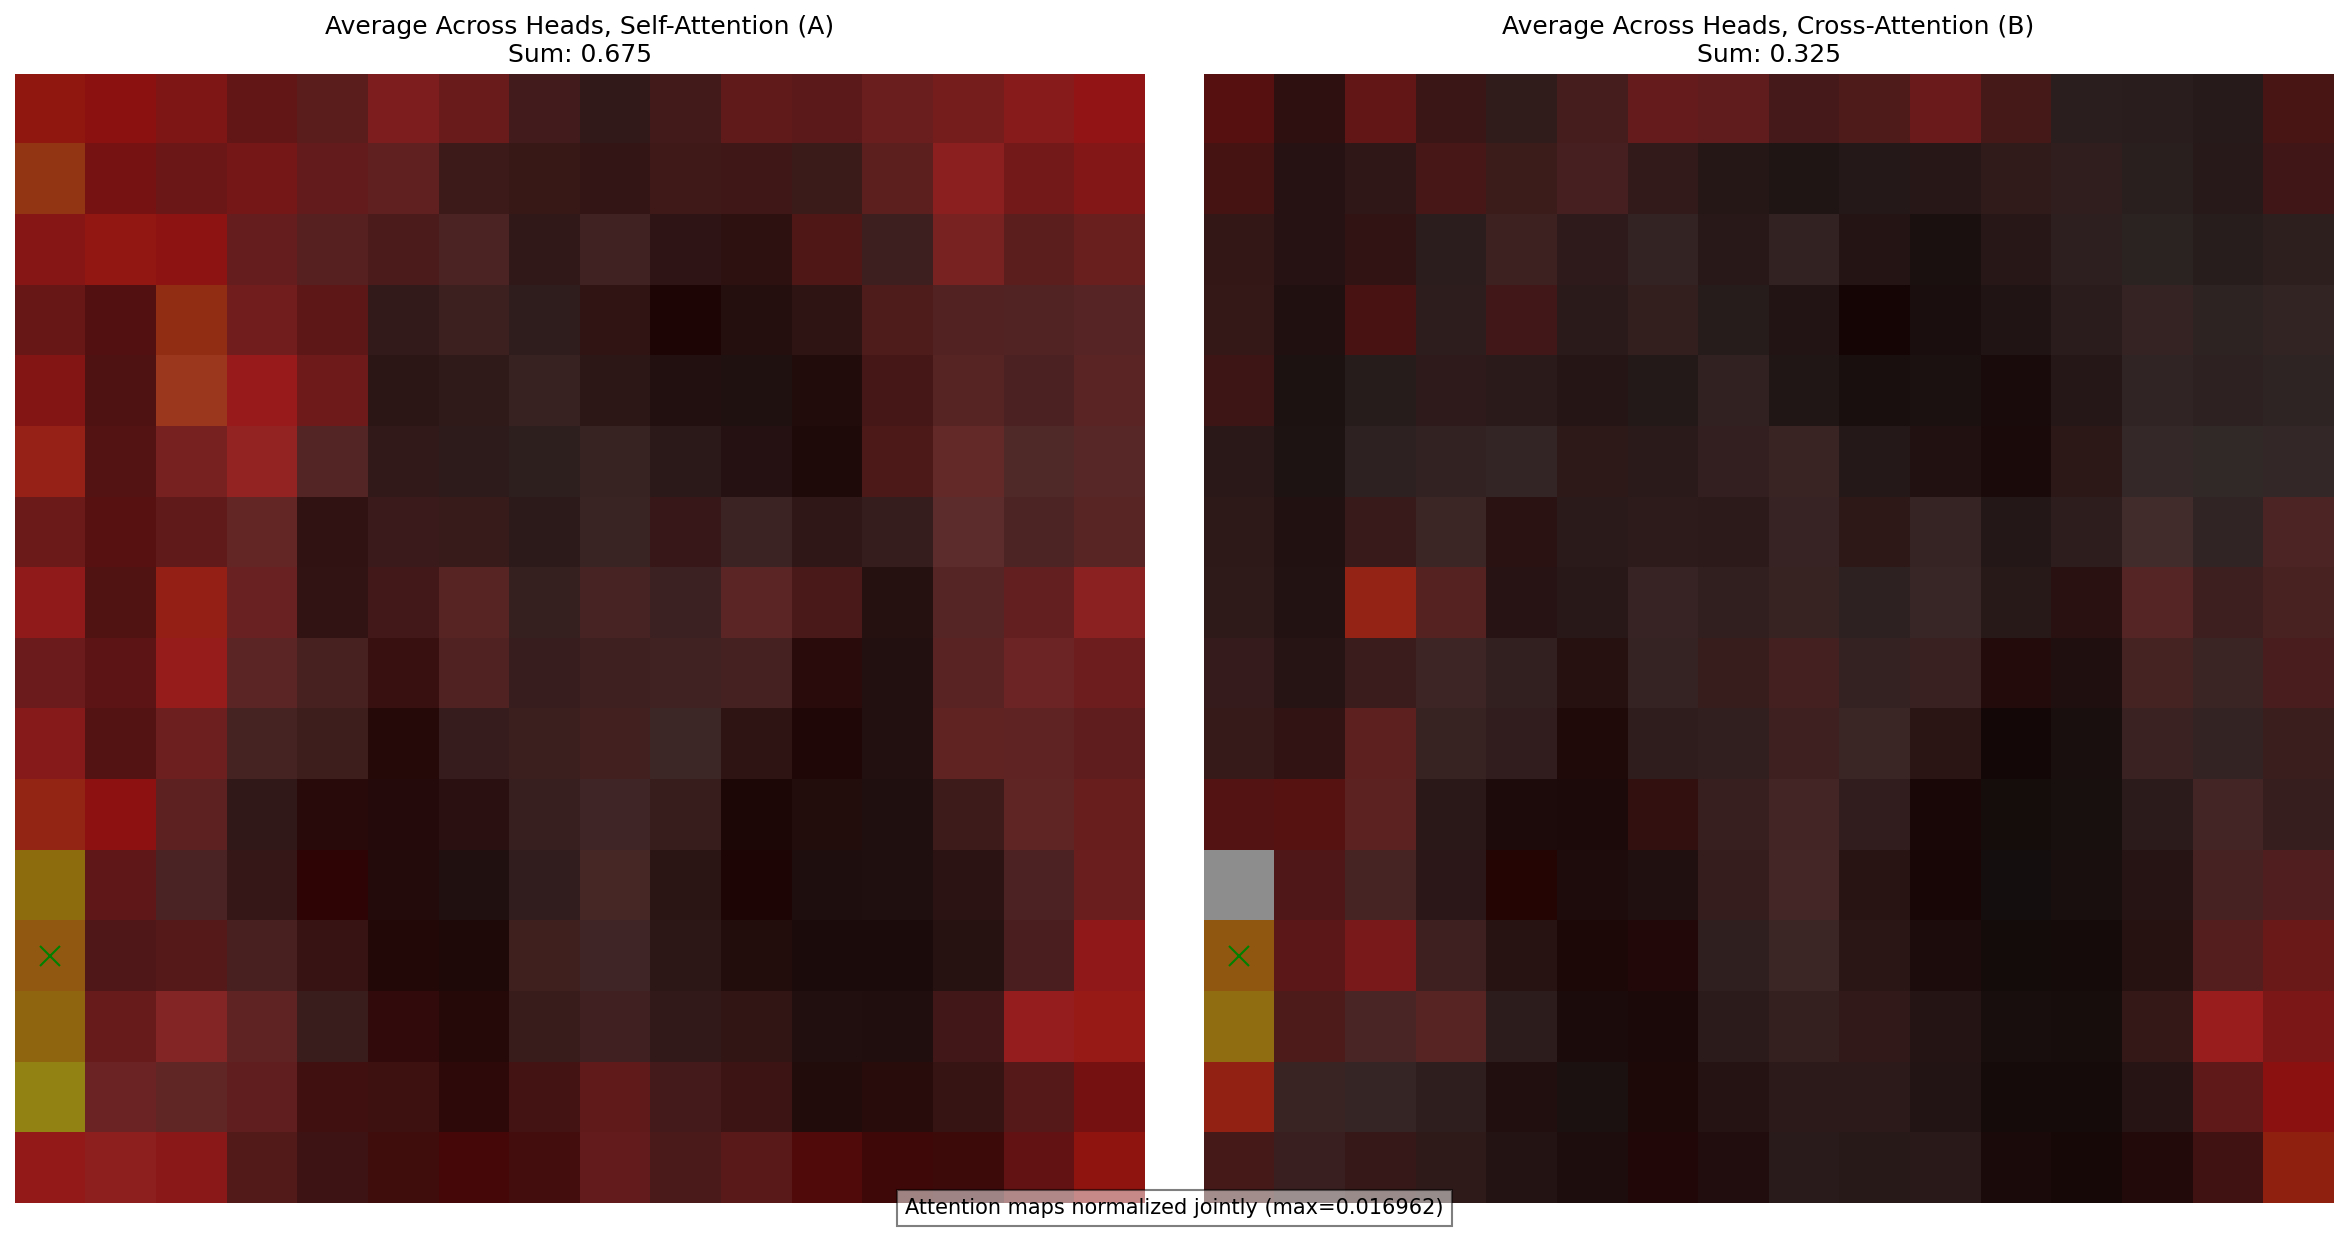 Average Across Heads, Self-Attention (A)
Sum: 0.675
Average Across Heads, Cross-Attention (B)
Sum: 0.325
Attention maps normalized jointly (max=0.016962)